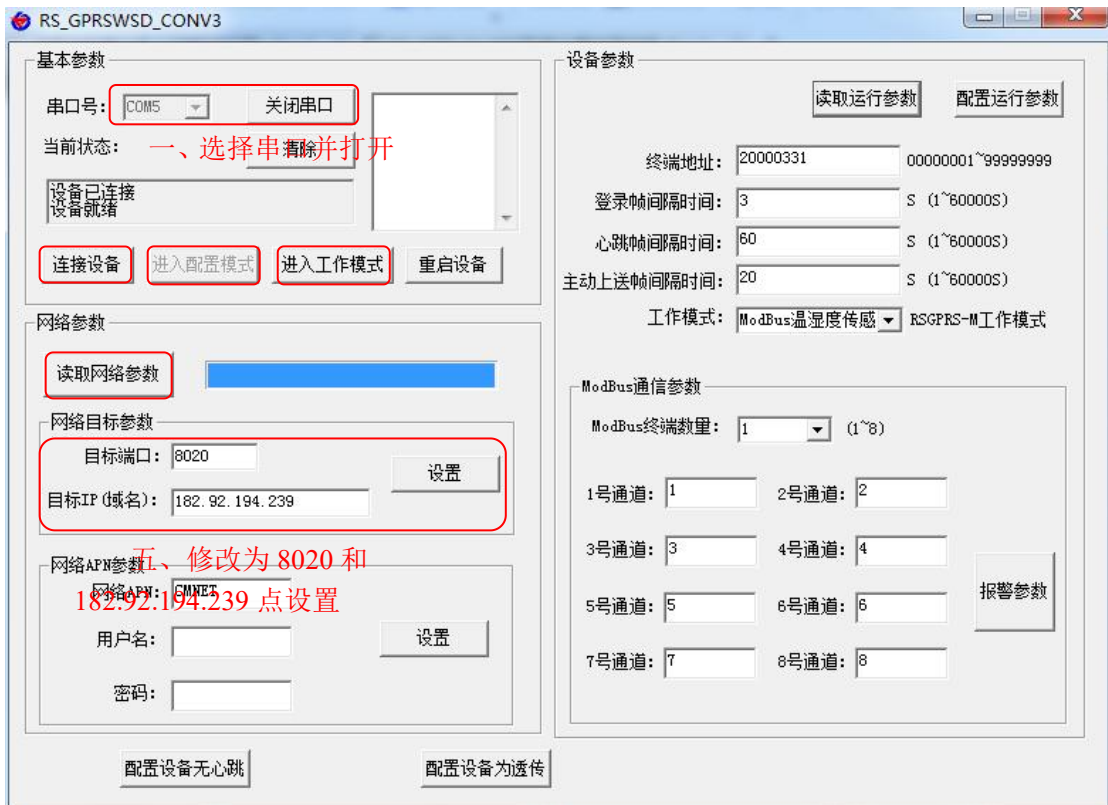 RS_GPRSWSD_CONV3
基本参数
串口号: COM5 关闭串口
当前状态: 清除
一、选择串口并打开
设备已连接
设备就绪
连接设备 进入配置模式 进入工作模式 重启设备
网络参数
读取网络参数
网络目标参数
目标端口: 8020
设置
目标IP(域名): 182.92.194.239
五、修改为 8020 和
182.92.194.239 点设置
网络APN参数
网络APN: CMNET
用户名:
设置
密码:
配置设备无心跳 配置设备为透传
设备参数
读取运行参数 配置运行参数
终端地址: 20000331 00000001~99999999
登录帧间隔时间: 3 S (1~60000S)
心跳帧间隔时间: 60 S (1~60000S)
主动上送帧间隔时间: 20 S (1~60000S)
工作模式: ModBus温湿度传感 RSGPRS-M工作模式
ModBus通信参数
ModBus终端数量: 1 (1~8)
1号通道: 1 2号通道: 2
3号通道: 3 4号通道: 4
5号通道: 5 6号通道: 6
7号通道: 7 8号通道: 8
报警参数